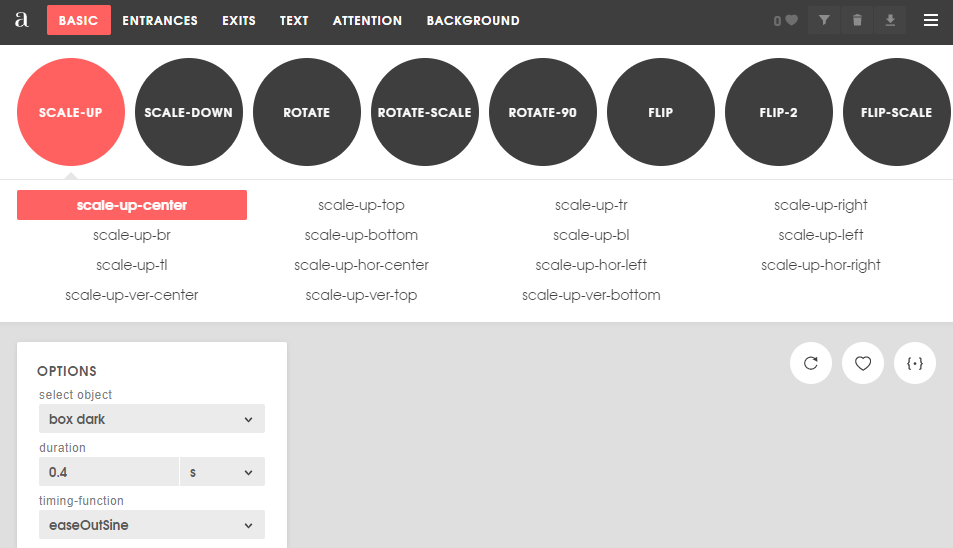 a BASIC ENTRANCES EXITS TEXT ATTENTION BACKGROUND 0
SCALE-UP SCALE-DOWN ROTATE ROTATE-SCALE ROTATE-90 FLIP FLIP-2 FLIP-SCALE
scale-up-center scale-up-top scale-up-tr scale-up-right
scale-up-br scale-up-bottom scale-up-bl scale-up-left
scale-up-tl scale-up-hor-center scale-up-hor-left scale-up-hor-right
scale-up-ver-center scale-up-ver-top scale-up-ver-bottom
{·}
OPTIONS
select object
box dark
duration
0.4 s
timing-function
easeOutSine